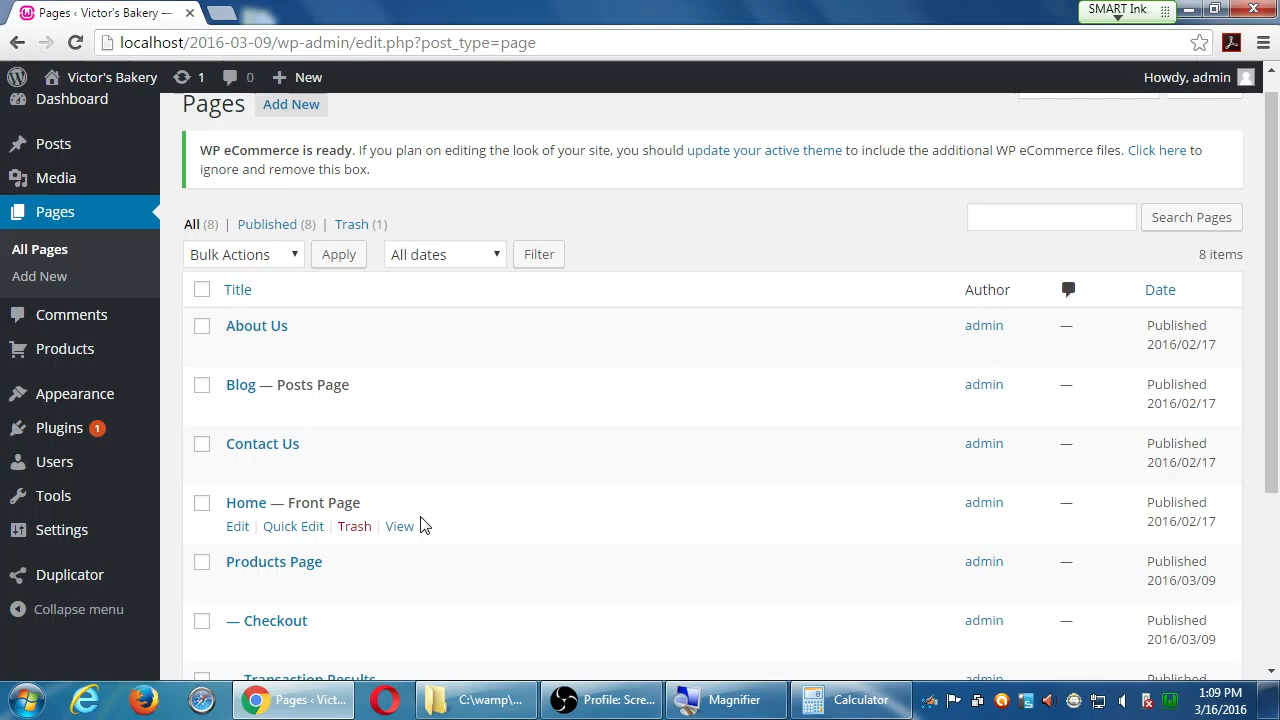 Pages ‹ Victor's Bakery —
SMART Ink
localhost/2016-03-09/wp-admin/edit.php?post_type=page
Victor's Bakery 1 0 New Howdy, admin
Dashboard
Posts
Media
Pages
All Pages
Add New
Comments
Products
Appearance
Plugins 1
Users
Tools
Settings
Duplicator
Collapse menu
Pages Add New
WP eCommerce is ready. If you plan on editing the look of your site, you should update your active theme to include the additional WP eCommerce files. Click here to
ignore and remove this box.
All (8) | Published (8) | Trash (1)
Search Pages
Bulk Actions Apply All dates Filter 8 items
Title Author Date
About Us admin — Published
2016/02/17
Blog — Posts Page admin — Published
2016/02/17
Contact Us admin — Published
2016/02/17
Home — Front Page admin — Published
2016/02/17
Edit | Quick Edit | Trash | View
Products Page admin — Published
2016/03/09
— Checkout admin — Published
2016/03/09
Transaction Results
Pages ‹ Vict...
C:\wamp\...
Profile: Scre...
Magnifier
Calculator
1:09 PM
3/16/2016